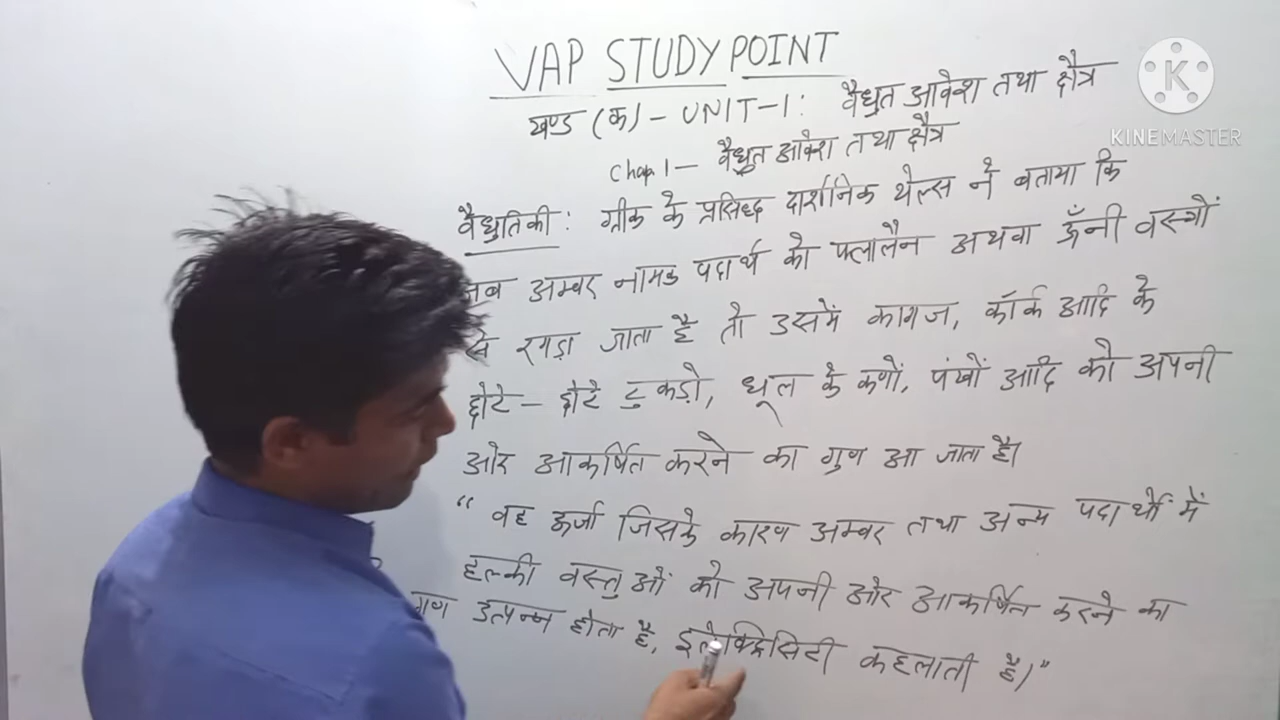 VAP STUDY POINT
खण्ड (क) - UNIT-1: वैद्युत आवेश तथा क्षैत्र
Chap. 1 - वैद्युत आवेश तथा क्षैत्र
वैद्युतिकी: ग्रीक के प्रसिद्ध दार्शनिक थेल्स ने बताया कि
जब अम्बर नामक पदार्थ को फ्लालैन अथवा ऊँनी वस्त्रों
से रगड़ा जाता है तो उसमें कागज, कॉर्क आदि के
छोटे-छोटे टुकड़ो, धूल के कणों, पंखों आदि को अपनी
ओर आकर्षित करने का गुण आ जाता है।
“ वह ऊर्जा जिसके कारण अम्बर तथा अन्य पदार्थों में
हल्की वस्तुओं को अपनी ओर आकर्षित करने का
गुण उत्पन्न होता है, इलैक्ट्रिसिटी कहलाती है।”
K
KINEMASTER